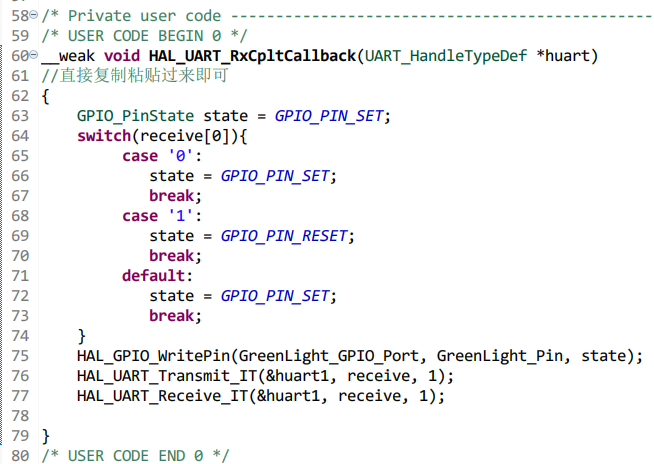 58 /* Private user code -----------------------------------------------
59 /* USER CODE BEGIN 0 */
60 __weak void HAL_UART_RxCpltCallback(UART_HandleTypeDef *huart)
61 //直接复制粘贴过来即可
62 {
63     GPIO_PinState state = GPIO_PIN_SET;
64     switch(receive[0]){
65          case '0':
66             state = GPIO_PIN_SET;
67             break;
68          case '1':
69             state = GPIO_PIN_RESET;
70             break;
71          default:
72             state = GPIO_PIN_SET;
73             break;
74     }
75     HAL_GPIO_WritePin(GreenLight_GPIO_Port, GreenLight_Pin, state);
76     HAL_UART_Transmit_IT(&huart1, receive, 1);
77     HAL_UART_Receive_IT(&huart1, receive, 1);
78
79 }
80 /* USER CODE END 0 */